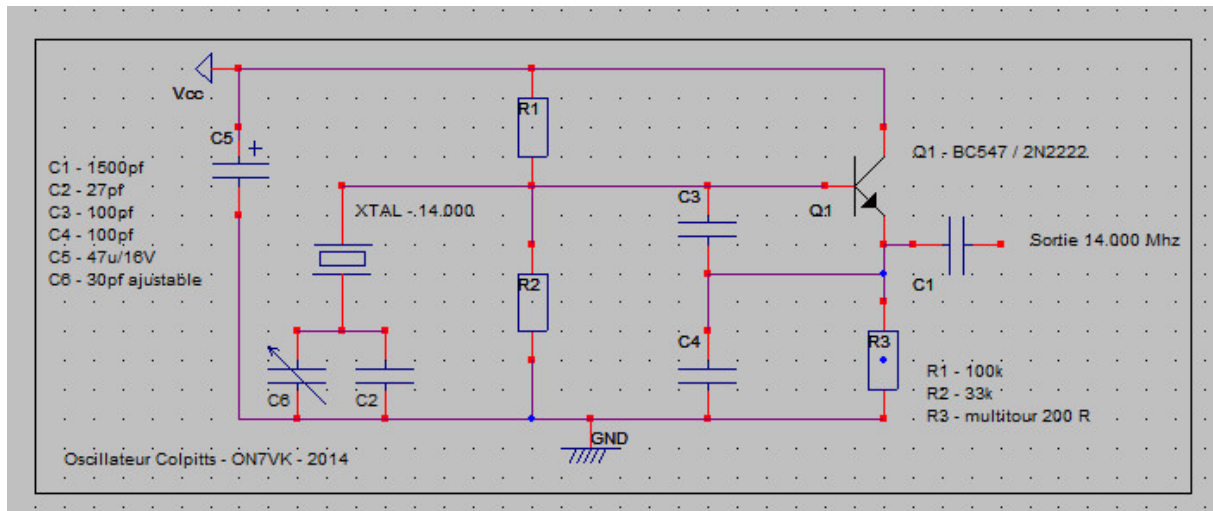 Vcc
R1
C5
+
Q1 - BC547 / 2N2222
C1 - 1500pf
C2 - 27pf
C3 - 100pf
C4 - 100pf
C5 - 47u/16V
C6 - 30pf ajustable
XTAL - 14.000
C3
Q1
Sortie 14.000 Mhz
R2
C1
C4
R3
C6
C2
R1 - 100k
R2 - 33k
R3 - multitour 200 R
GND
Oscillateur Colpitts - ON7VK - 2014